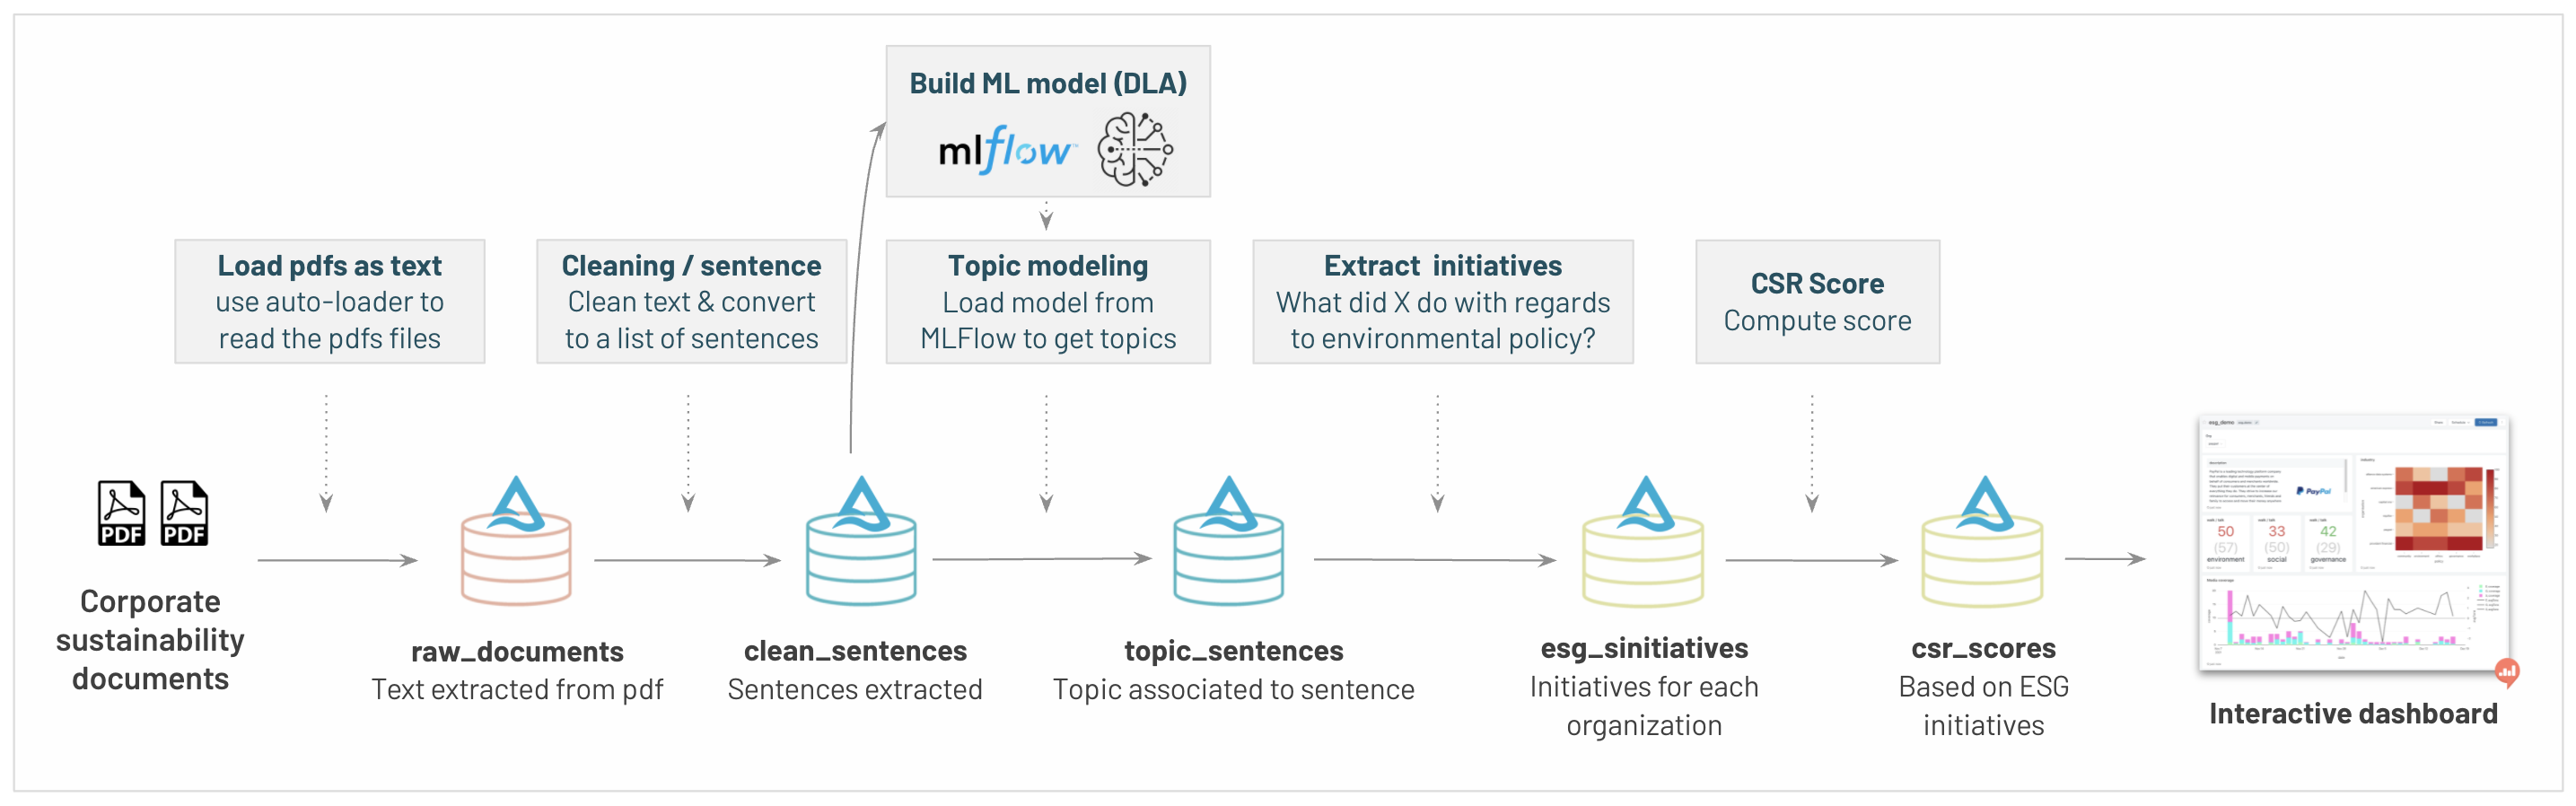 Build ML model (DLA)
mlflow™
Load pdfs as text
use auto-loader to
read the pdfs files
Cleaning / sentence
Clean text & convert
to a list of sentences
Topic modeling
Load model from
MLFlow to get topics
Extract initiatives
What did X do with regards
to environmental policy?
CSR Score
Compute score
PDF
PDF
Corporate
sustainability
documents
raw_documents
Text extracted from pdf
clean_sentences
Sentences extracted
topic_sentences
Topic associated to sentence
esg_sinitiatives
Initiatives for each
organization
csr_scores
Based on ESG
initiatives
esg_demo
PayPal
50
(57)
environment
33
(50)
social
42
(29)
governance
Media coverage
Interactive dashboard